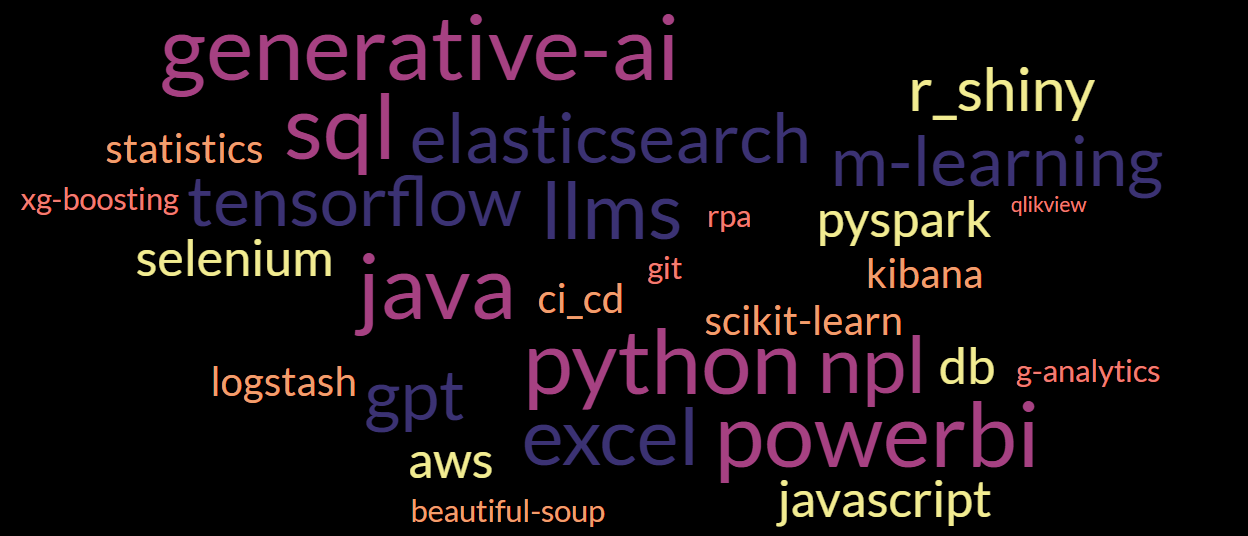 generative-ai
r_shiny
sql elasticsearch
statistics
m-learning
xg-boosting tensorflow llms rpa pyspark qlikview
selenium java git kibana
ci_cd
scikit-learn
python npl db g-analytics
logstash gpt
excel powerbi
aws
javascript
beautiful-soup